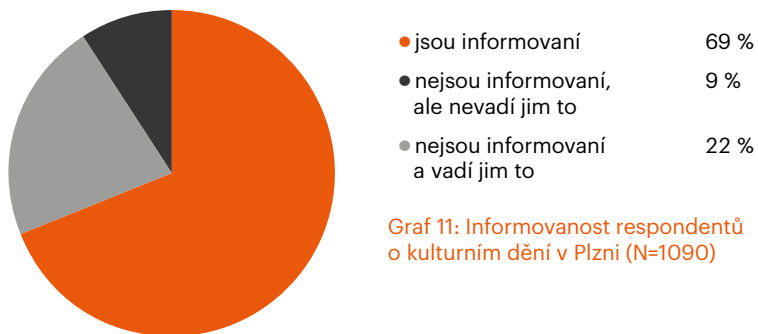 jsou informovaní 69 %
nejsou informovaní, 9 %
ale nevadí jim to
nejsou informovaní 22 %
a vadí jim to
Graf 11: Informovanost respondentů
o kulturním dění v Plzni (N=1090)